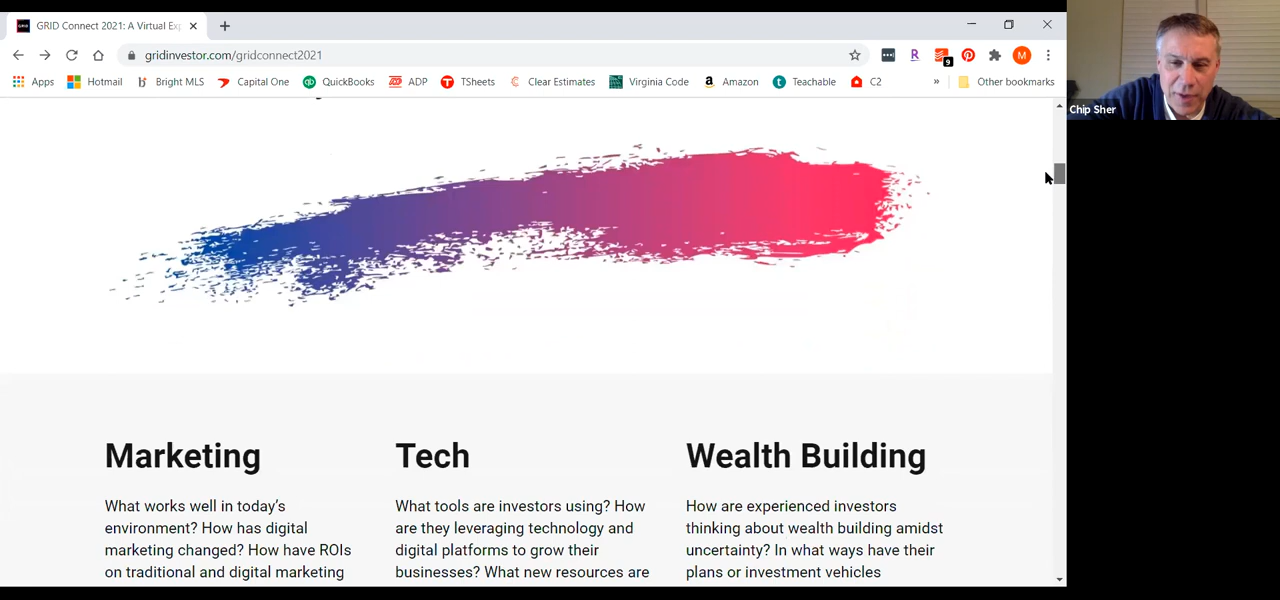 GRID
GRID Connect 2021: A Virtual Exp
gridinvestor.com/gridconnect2021
R
9
M
Apps
Hotmail
Bright MLS
Capital One
QuickBooks
ADP
TSheets
Clear Estimates
Virginia Code
Amazon
Teachable
C2
»
Other bookmarks
Chip Sher
Marketing
What works well in today's
environment? How has digital
marketing changed? How have ROIs
on traditional and digital marketing
Tech
What tools are investors using? How
are they leveraging technology and
digital platforms to grow their
businesses? What new resources are
Wealth Building
How are experienced investors
thinking about wealth building amidst
uncertainty? In what ways have their
plans or investment vehicles